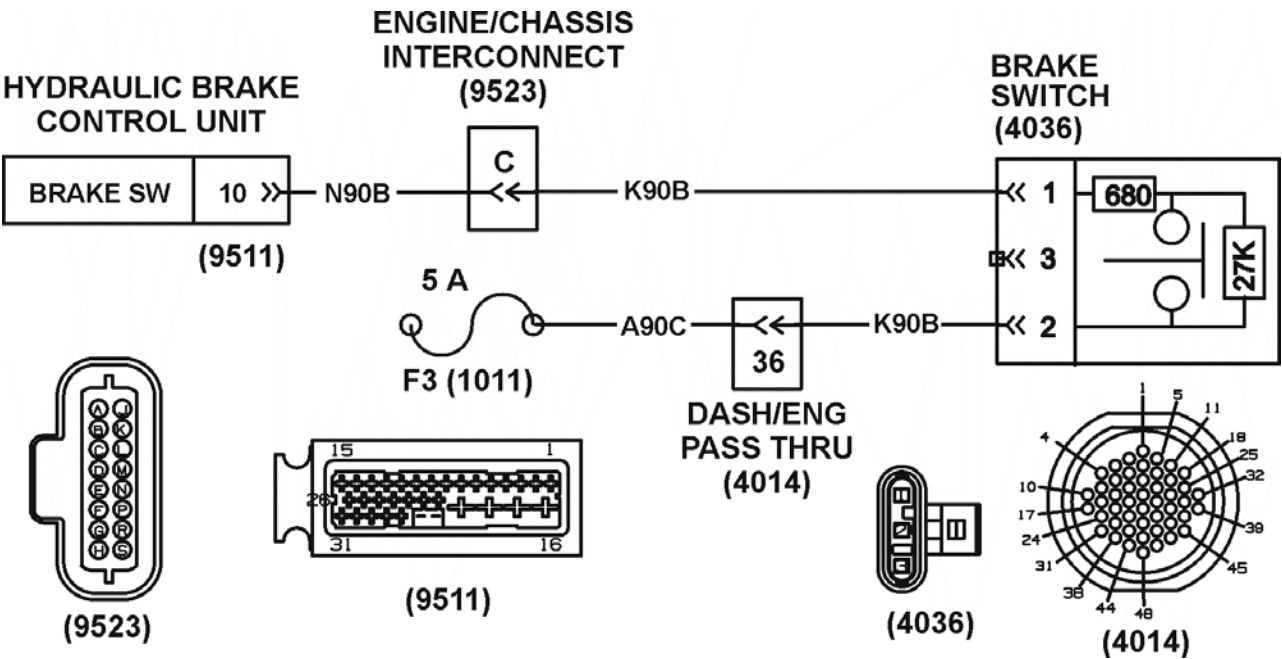 ENGINE/CHASSIS
INTERCONNECT
(9523)
HYDRAULIC BRAKE
CONTROL UNIT
BRAKE
SWITCH
(4036)
BRAKE SW
10
N90B
C
K90B
1
680
(9511)
3
27K
5 A
A90C
36
K90B
2
F3 (1011)
DASH/ENG
PASS THRU
(4014)
A J
B K
C L
D M
E N
F P
G R
H S
(9523)
15 1
28
31 16
(9511)
1
2
(4036)
1
5
11
4
18
25
32
10
17
39
24
31
45
38
44
48
(4014)